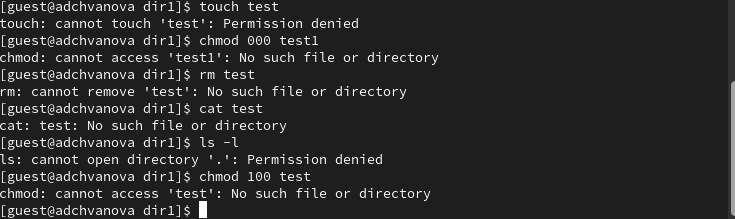 [guest@adchvanova dir1]$ touch test
touch: cannot touch 'test': Permission denied
[guest@adchvanova dir1]$ chmod 000 test1
chmod: cannot access 'test1': No such file or directory
[guest@adchvanova dir1]$ rm test
rm: cannot remove 'test': No such file or directory
[guest@adchvanova dir1]$ cat test
cat: test: No such file or directory
[guest@adchvanova dir1]$ ls -l
ls: cannot open directory '.': Permission denied
[guest@adchvanova dir1]$ chmod 100 test
chmod: cannot access 'test': No such file or directory
[guest@adchvanova dir1]$